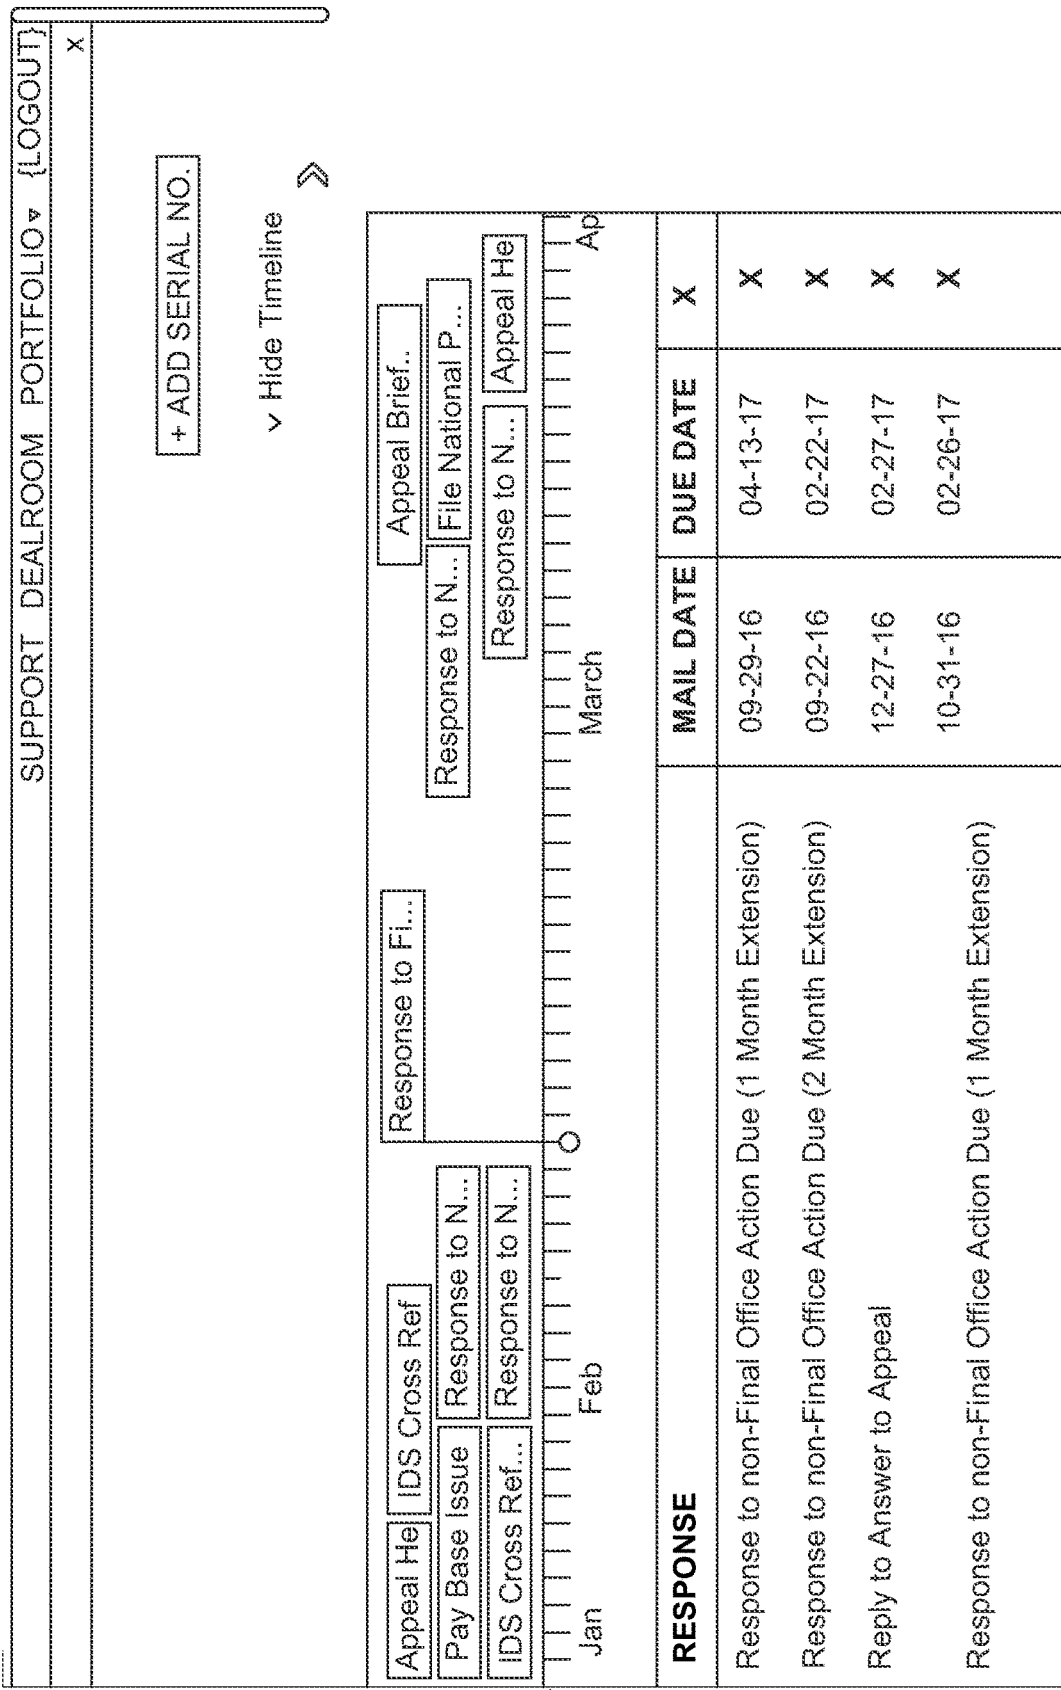 SUPPORT DEALROOM PORTFOLIO▾ {LOGOUT}
X
+ ADD SERIAL NO.
∨ Hide Timeline
»
Appeal He IDS Cross Ref Response to Fi... Appeal Brief..
Pay Base Issue Response to N... Response to N... File National P...
IDS Cross Ref... Response to N... Response to N... Appeal He
Jan Feb March Ap
RESPONSE MAIL DATE DUE DATE X
Response to non-Final Office Action Due (1 Month Extension) 09-29-16 04-13-17 X
Response to non-Final Office Action Due (2 Month Extension) 09-22-16 02-22-17 X
Reply to Answer to Appeal 12-27-16 02-27-17 X
Response to non-Final Office Action Due (1 Month Extension) 10-31-16 02-26-17 X